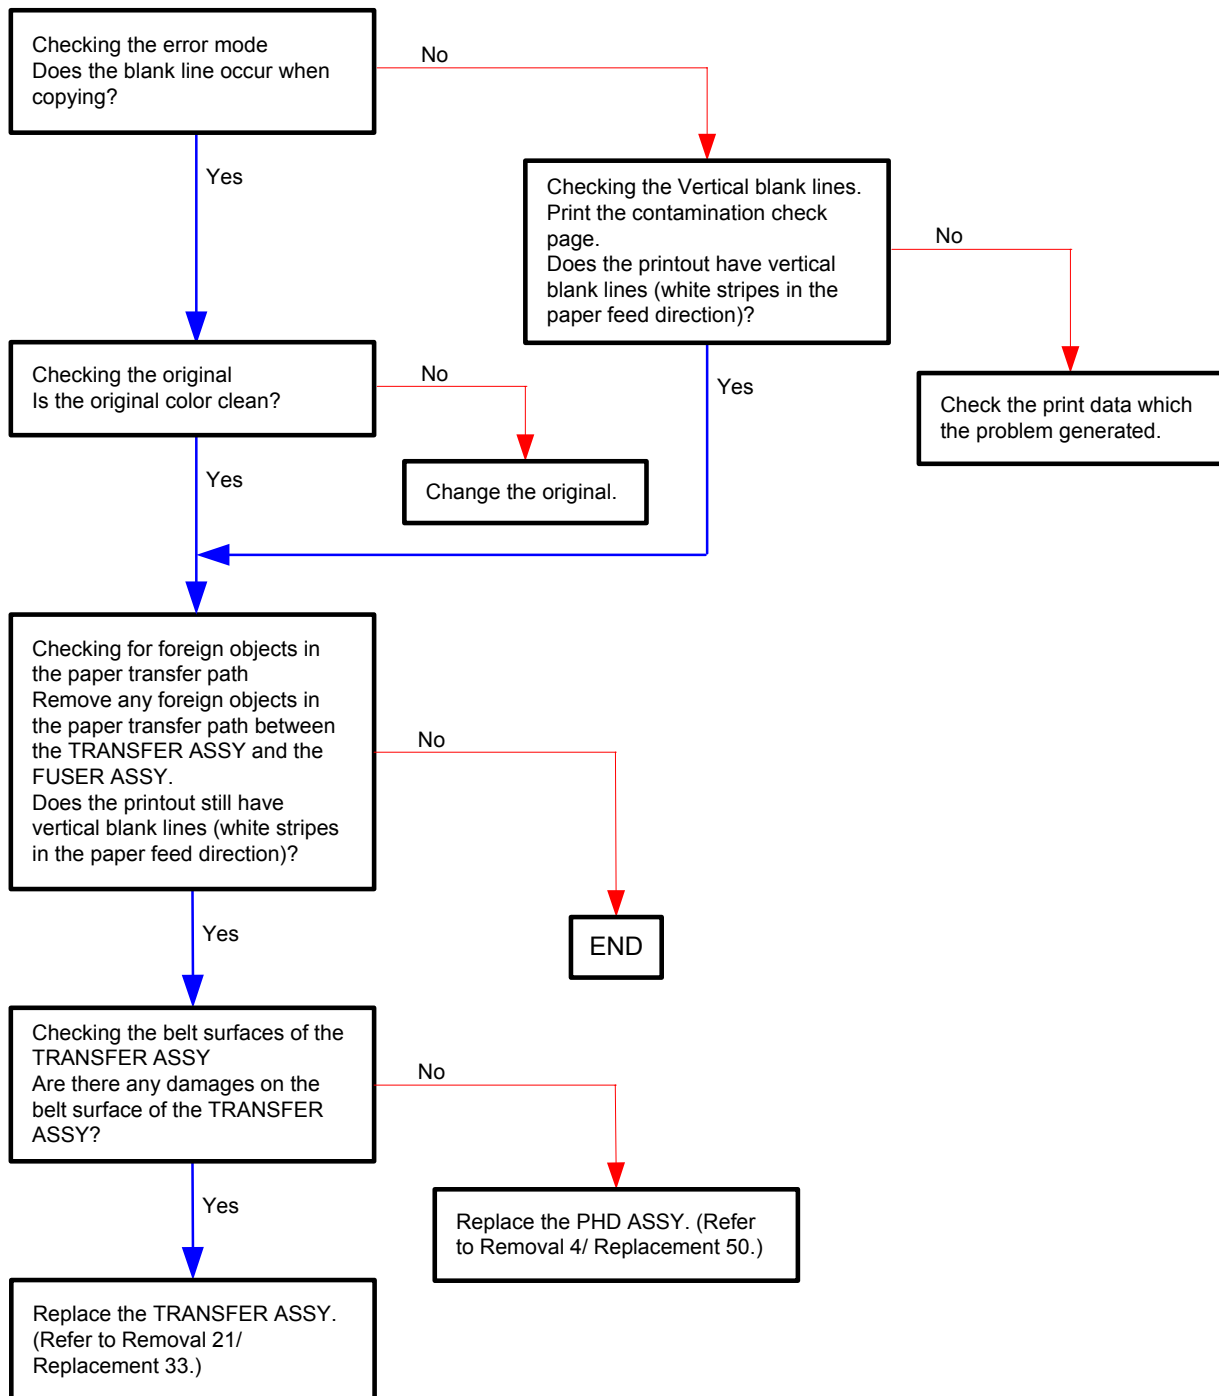 Checking the error mode
Does the blank line occur when
copying?
No
Yes
Checking the Vertical blank lines.
Print the contamination check
page.
Does the printout have vertical
blank lines (white stripes in the
paper feed direction)?
No
Yes
Checking the original
Is the original color clean?
No
Yes
Change the original.
Check the print data which
the problem generated.
Checking for foreign objects in
the paper transfer path
Remove any foreign objects in
the paper transfer path between
the TRANSFER ASSY and the
FUSER ASSY.
Does the printout still have
vertical blank lines (white stripes
in the paper feed direction)?
No
Yes
END
Checking the belt surfaces of the
TRANSFER ASSY
Are there any damages on the
belt surface of the TRANSFER
ASSY?
No
Yes
Replace the PHD ASSY. (Refer
to Removal 4/ Replacement 50.)
Replace the TRANSFER ASSY.
(Refer to Removal 21/
Replacement 33.)